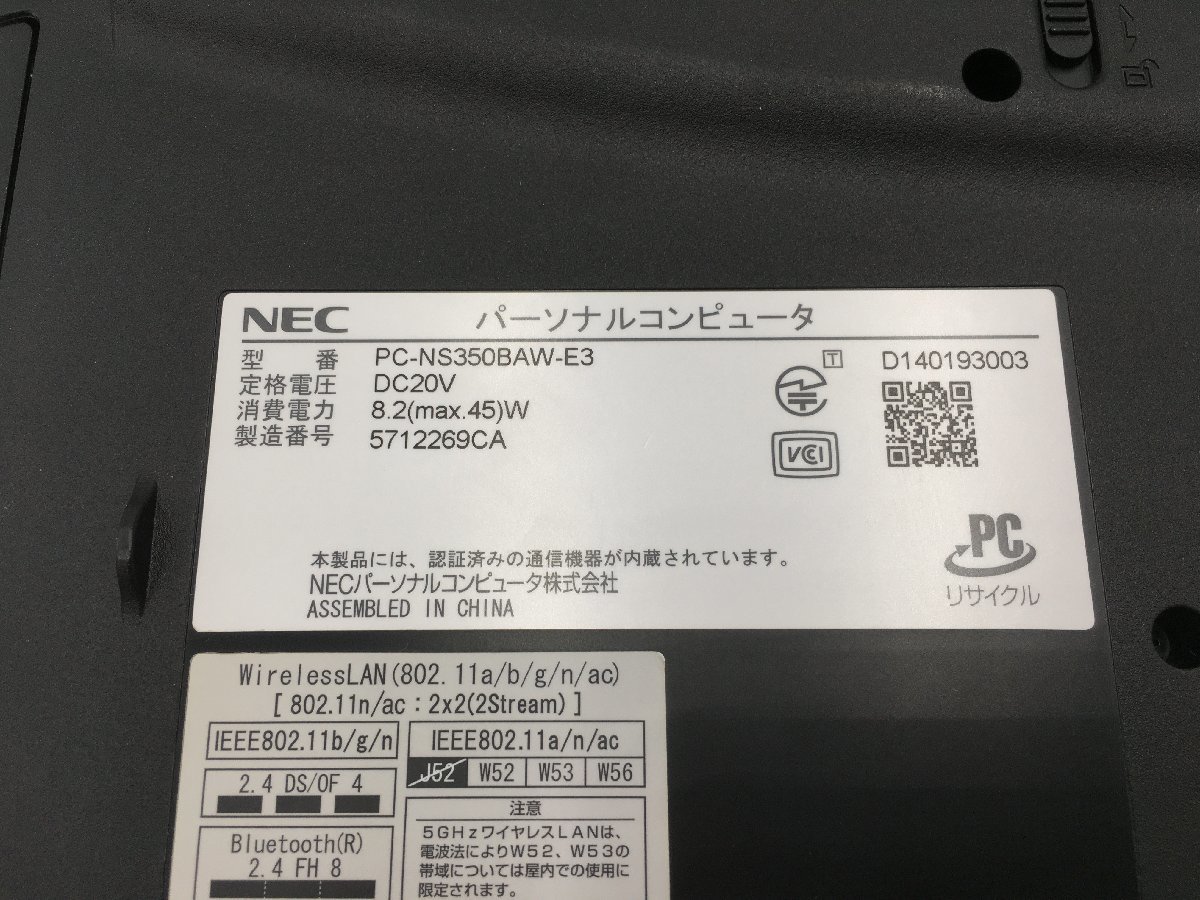 NEC パーソナルコンピュータ
型 番 PC-NS350BAW-E3
定格電圧 DC20V
消費電力 8.2(max.45)W
製造番号 5712269CA
T D140193003
VCCI
本製品には、認証済みの通信機器が内蔵されています。
NECパーソナルコンピュータ株式会社
ASSEMBLED IN CHINA
PC
リサイクル
WirelessLAN(802.11a/b/g/n/ac)
[ 802.11n/ac：2x2(2Stream) ]
IEEE802.11b/g/n
2.4 DS/OF 4
Bluetooth(R)
2.4 FH 8
IEEE802.11a/n/ac
J52 W52 W53 W56
注意
5GHzワイヤレスLANは、
電波法によりW52、W53の
帯域については屋内での使用に
限定されます。